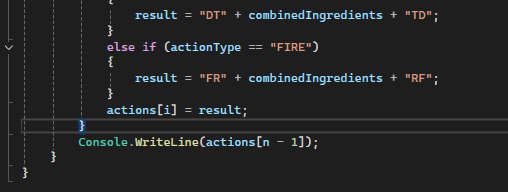 {
result = "DT" + combinedIngredients + "TD";
}
else if (actionType == "FIRE")
{
result = "FR" + combinedIngredients + "RF";
}
actions[i] = result;
}
Console.WriteLine(actions[n - 1]);
}
}